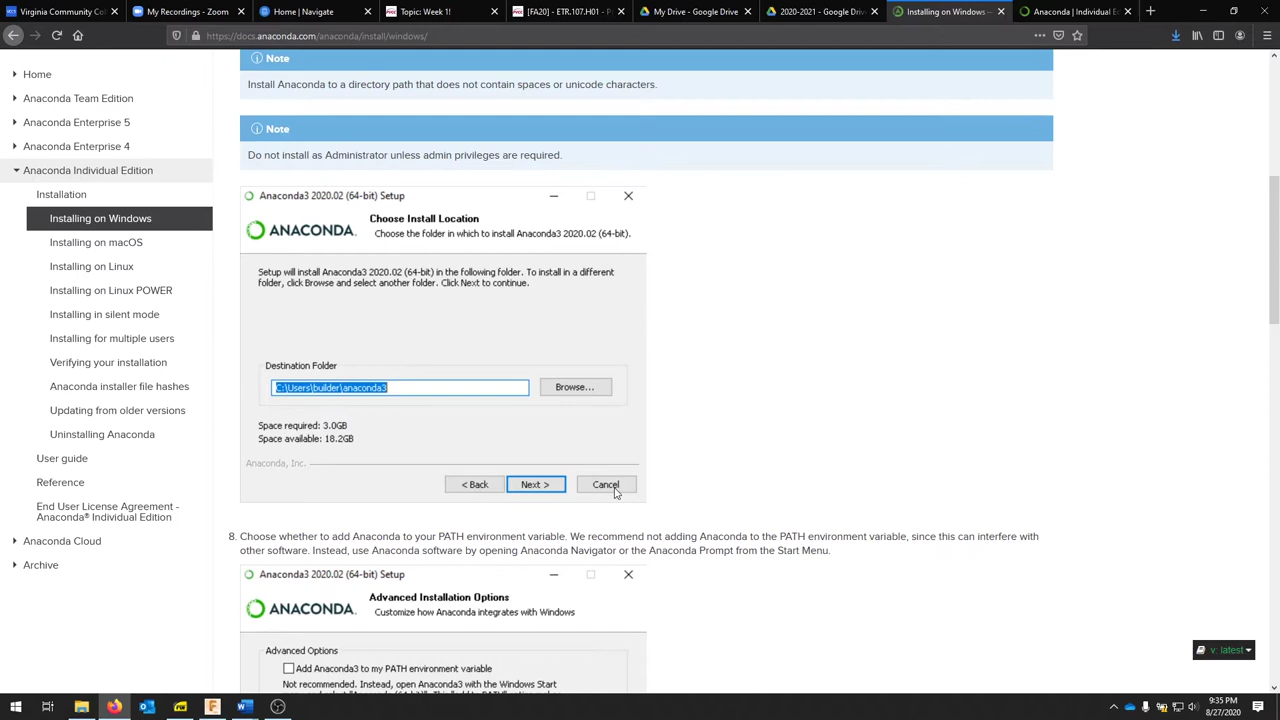 Virginia Community Col
My Recordings - Zoom
Home | Navigate
Topic: Week 1!
[FA20] - ETR.107.H01 - P
My Drive - Google Drive
2020-2021 - Google Drive
Installing on Windows —
Anaconda | Individual Ed
https://docs.anaconda.com/anaconda/install/windows/
Home
Anaconda Team Edition
Anaconda Enterprise 5
Anaconda Enterprise 4
Anaconda Individual Edition
Installation
Installing on Windows
Installing on macOS
Installing on Linux
Installing on Linux POWER
Installing in silent mode
Installing for multiple users
Verifying your installation
Anaconda installer file hashes
Updating from older versions
Uninstalling Anaconda
User guide
Reference
End User License Agreement -
Anaconda® Individual Edition
Anaconda Cloud
Archive
Note
Install Anaconda to a directory path that does not contain spaces or unicode characters.
Note
Do not install as Administrator unless admin privileges are required.
Anaconda3 2020.02 (64-bit) Setup
ANACONDA.
Choose Install Location
Choose the folder in which to install Anaconda3 2020.02 (64-bit).
Setup will install Anaconda3 2020.02 (64-bit) in the following folder. To install in a different
folder, click Browse and select another folder. Click Next to continue.
Destination Folder
C:\Users\builder\anaconda3
Browse...
Space required: 3.0GB
Space available: 18.2GB
Anaconda, Inc.
< Back
Next >
Cancel
8. Choose whether to add Anaconda to your PATH environment variable. We recommend not adding Anaconda to the PATH environment variable, since this can interfere with
other software. Instead, use Anaconda software by opening Anaconda Navigator or the Anaconda Prompt from the Start Menu.
Anaconda3 2020.02 (64-bit) Setup
ANACONDA.
Advanced Installation Options
Customize how Anaconda integrates with Windows
Advanced Options
Add Anaconda3 to my PATH environment variable
Not recommended. Instead, open Anaconda3 with the Windows Start
v: latest
9:35 PM
8/27/2020